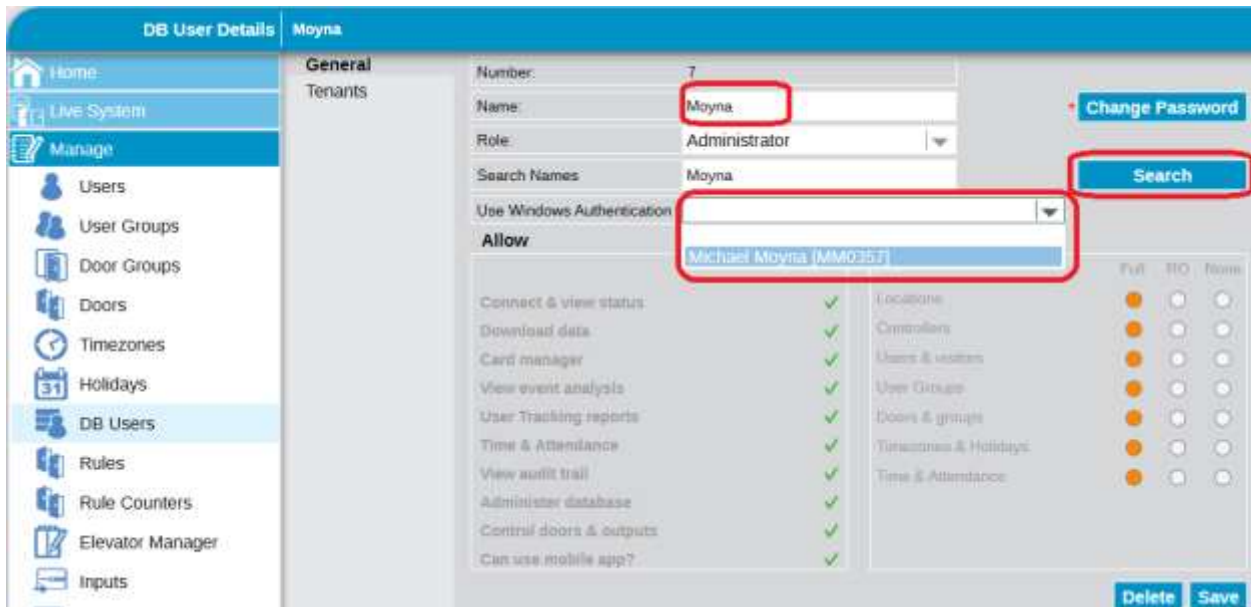 DB User Details Moyna
Home
Live System
Manage
Users
User Groups
Door Groups
Doors
Timezones
Holidays
31
DB Users
Rules
Rule Counters
Elevator Manager
Inputs
General
Tenants
Number: 7
Name: Moyna
* Change Password
Role: Administrator
Search Names Moyna
Search
Use Windows Authentication
Michael Moyna [MM0357]
Allow
Full RO None
Connect & view status
Download data
Card manager
View event analysis
User Tracking reports
Time & Attendance
View audit trail
Administer database
Control doors & outputs
Can use mobile app?
Locations
Controllers
Users & visitors
User Groups
Doors & groups
Timezones & Holidays
Time & Attendance
Delete Save